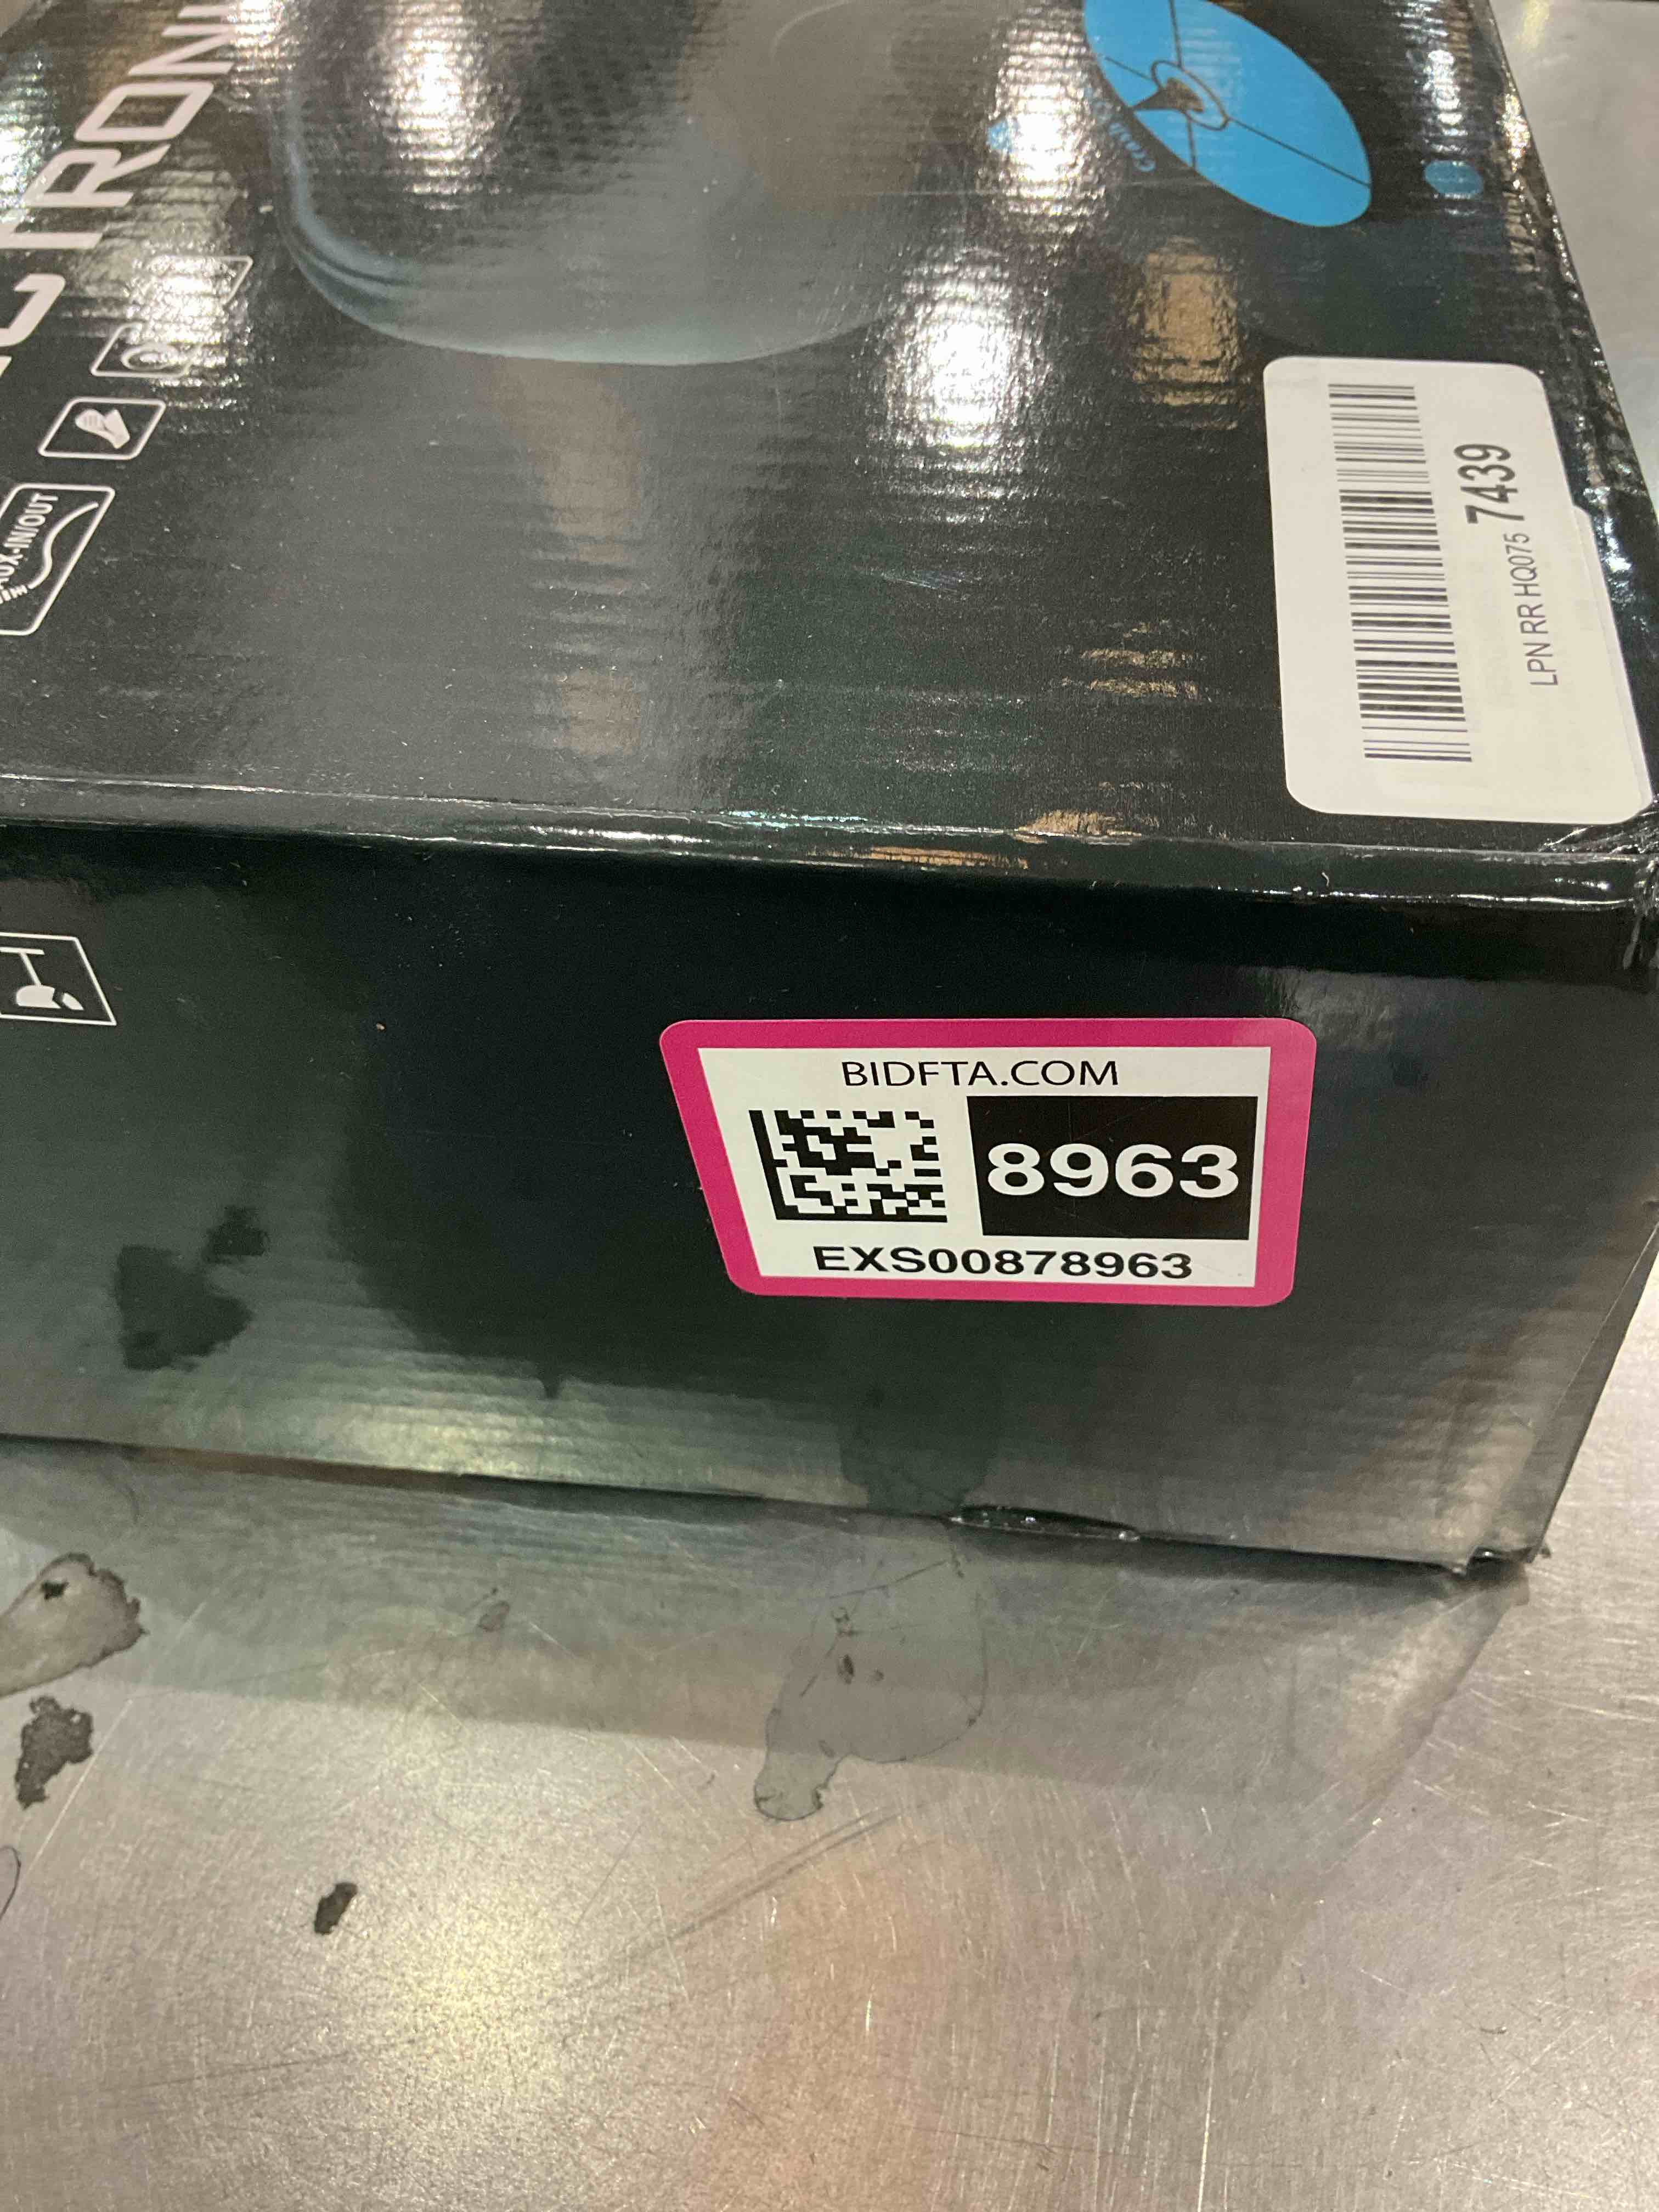 AUX-IN/OUT
LPN RR HQ075 7439
BIDFTA.COM
8963
EXS00878963